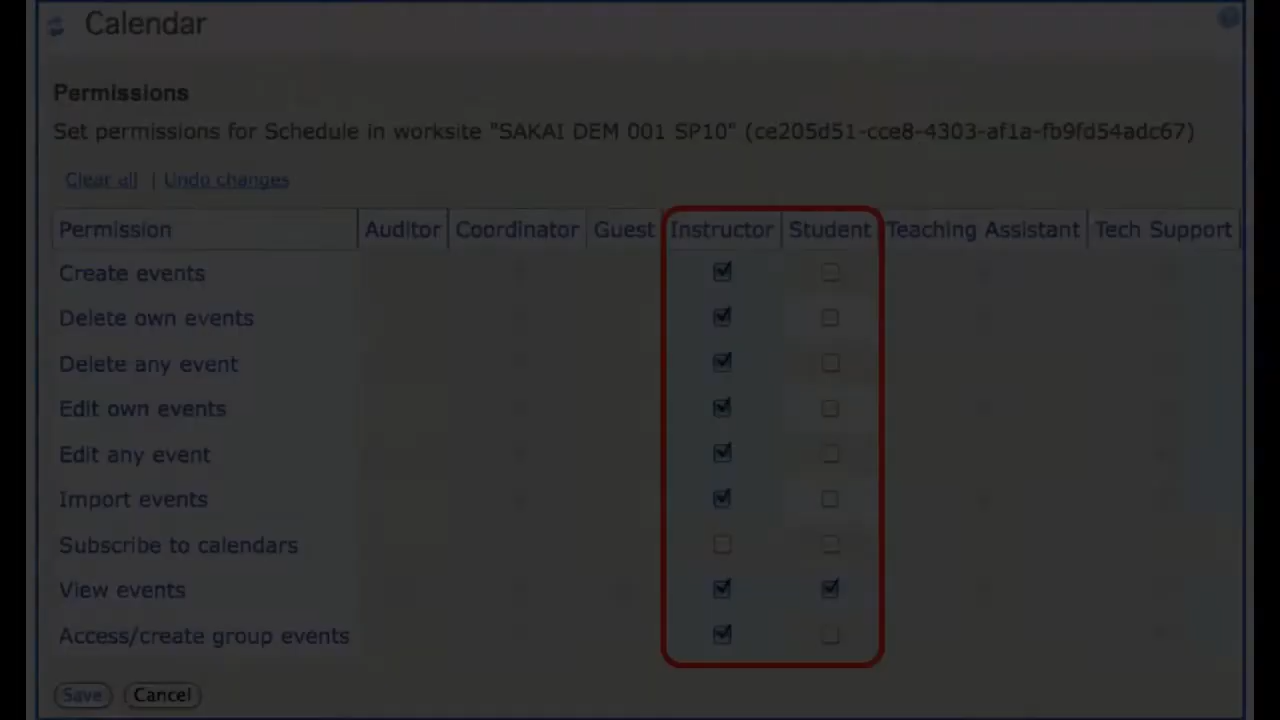 Calendar
Permissions
Set permissions for Schedule in worksite "SAKAI DEM 001 SP10" (ce205d51-cce8-4303-af1a-fb9fd54adc67)
Clear all | Undo changes
Permission Auditor Coordinator Guest Instructor Student Teaching Assistant Tech Support
Create events
Delete own events
Delete any event
Edit own events
Edit any event
Import events
Subscribe to calendars
View events
Access/create group events
Save Cancel